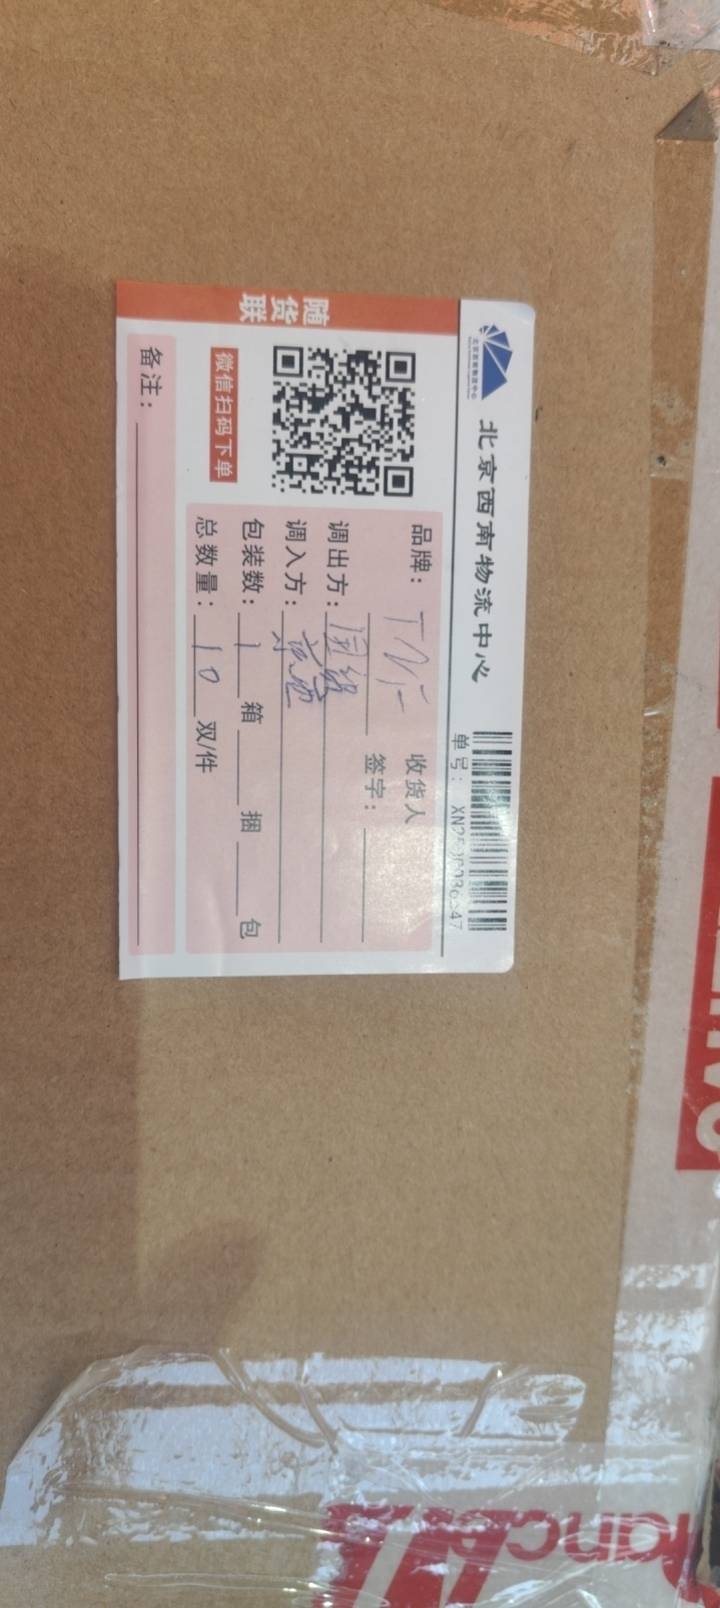 北京西南物流中心
单号：
随货联
微信扫码下单
品牌：TNF
收货人
签字：
调出方：
调入方：
包装数：1 箱 捆 包
总数量：10 双/件
备注：